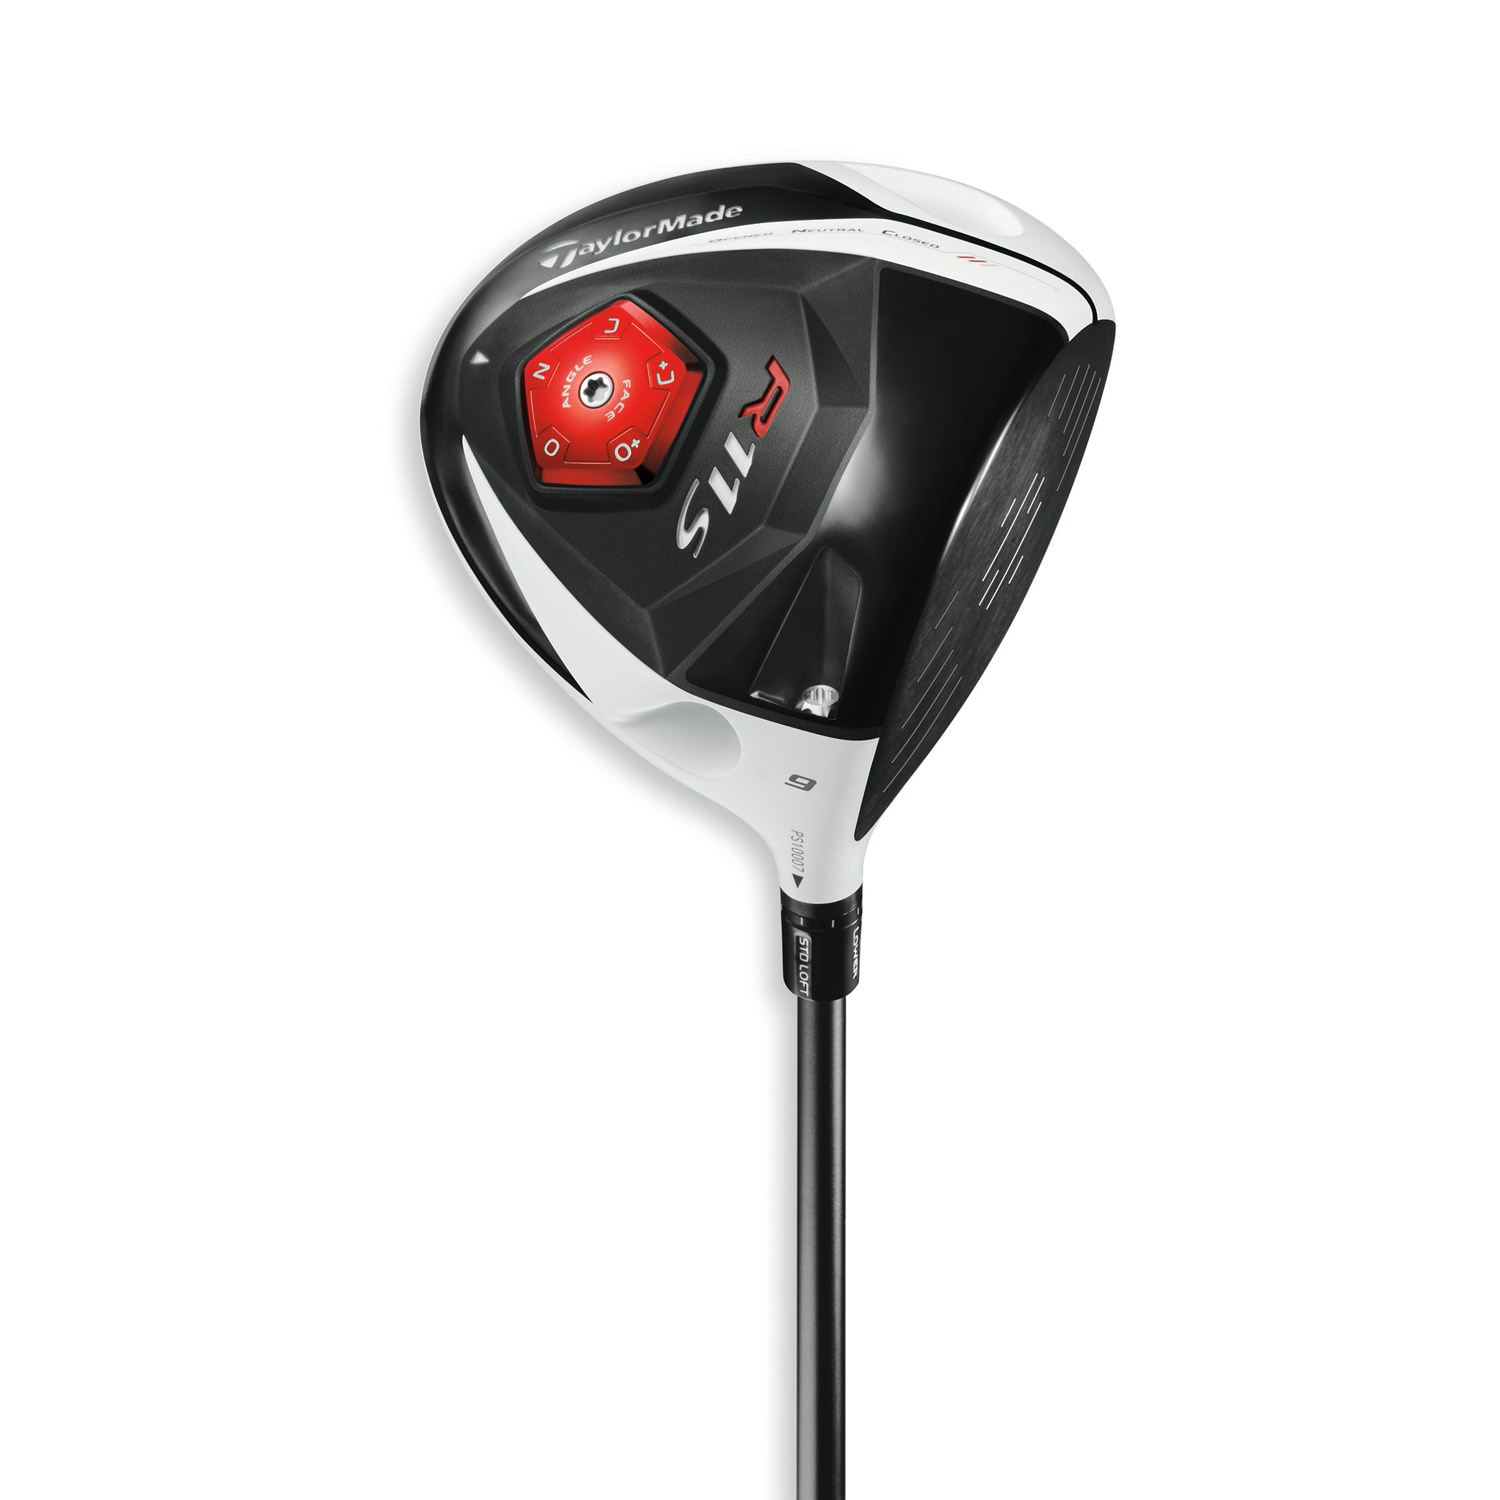 TaylorMade
OPENED NEUTRAL CLOSED
C
C+
O+
O
N
FACE
ANGLE
R11S
9
PS10007
STD LOFT
LOWER